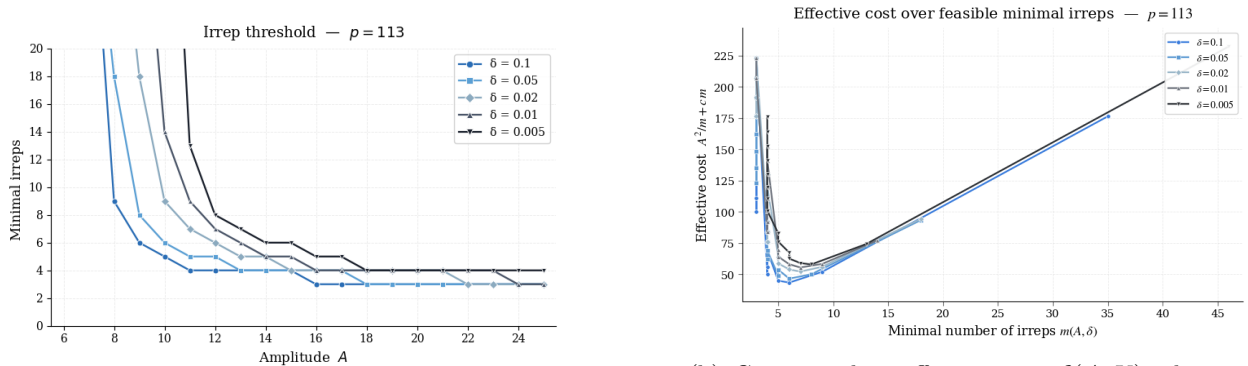 Irrep threshold — p = 113
Minimal irreps
20
18
16
14
12
10
8
6
4
2
0
6 8 10 12 14 16 18 20 22 24
Amplitude A
δ = 0.1
δ = 0.05
δ = 0.02
δ = 0.01
δ = 0.005
Effective cost over feasible minimal irreps — p = 113
Effective cost A²/m + cm
225
200
175
150
125
100
75
50
5 10 15 20 25 30 35 40 45
Minimal number of irreps m(A, δ)
δ = 0.1
δ = 0.05
δ = 0.02
δ = 0.01
δ = 0.005